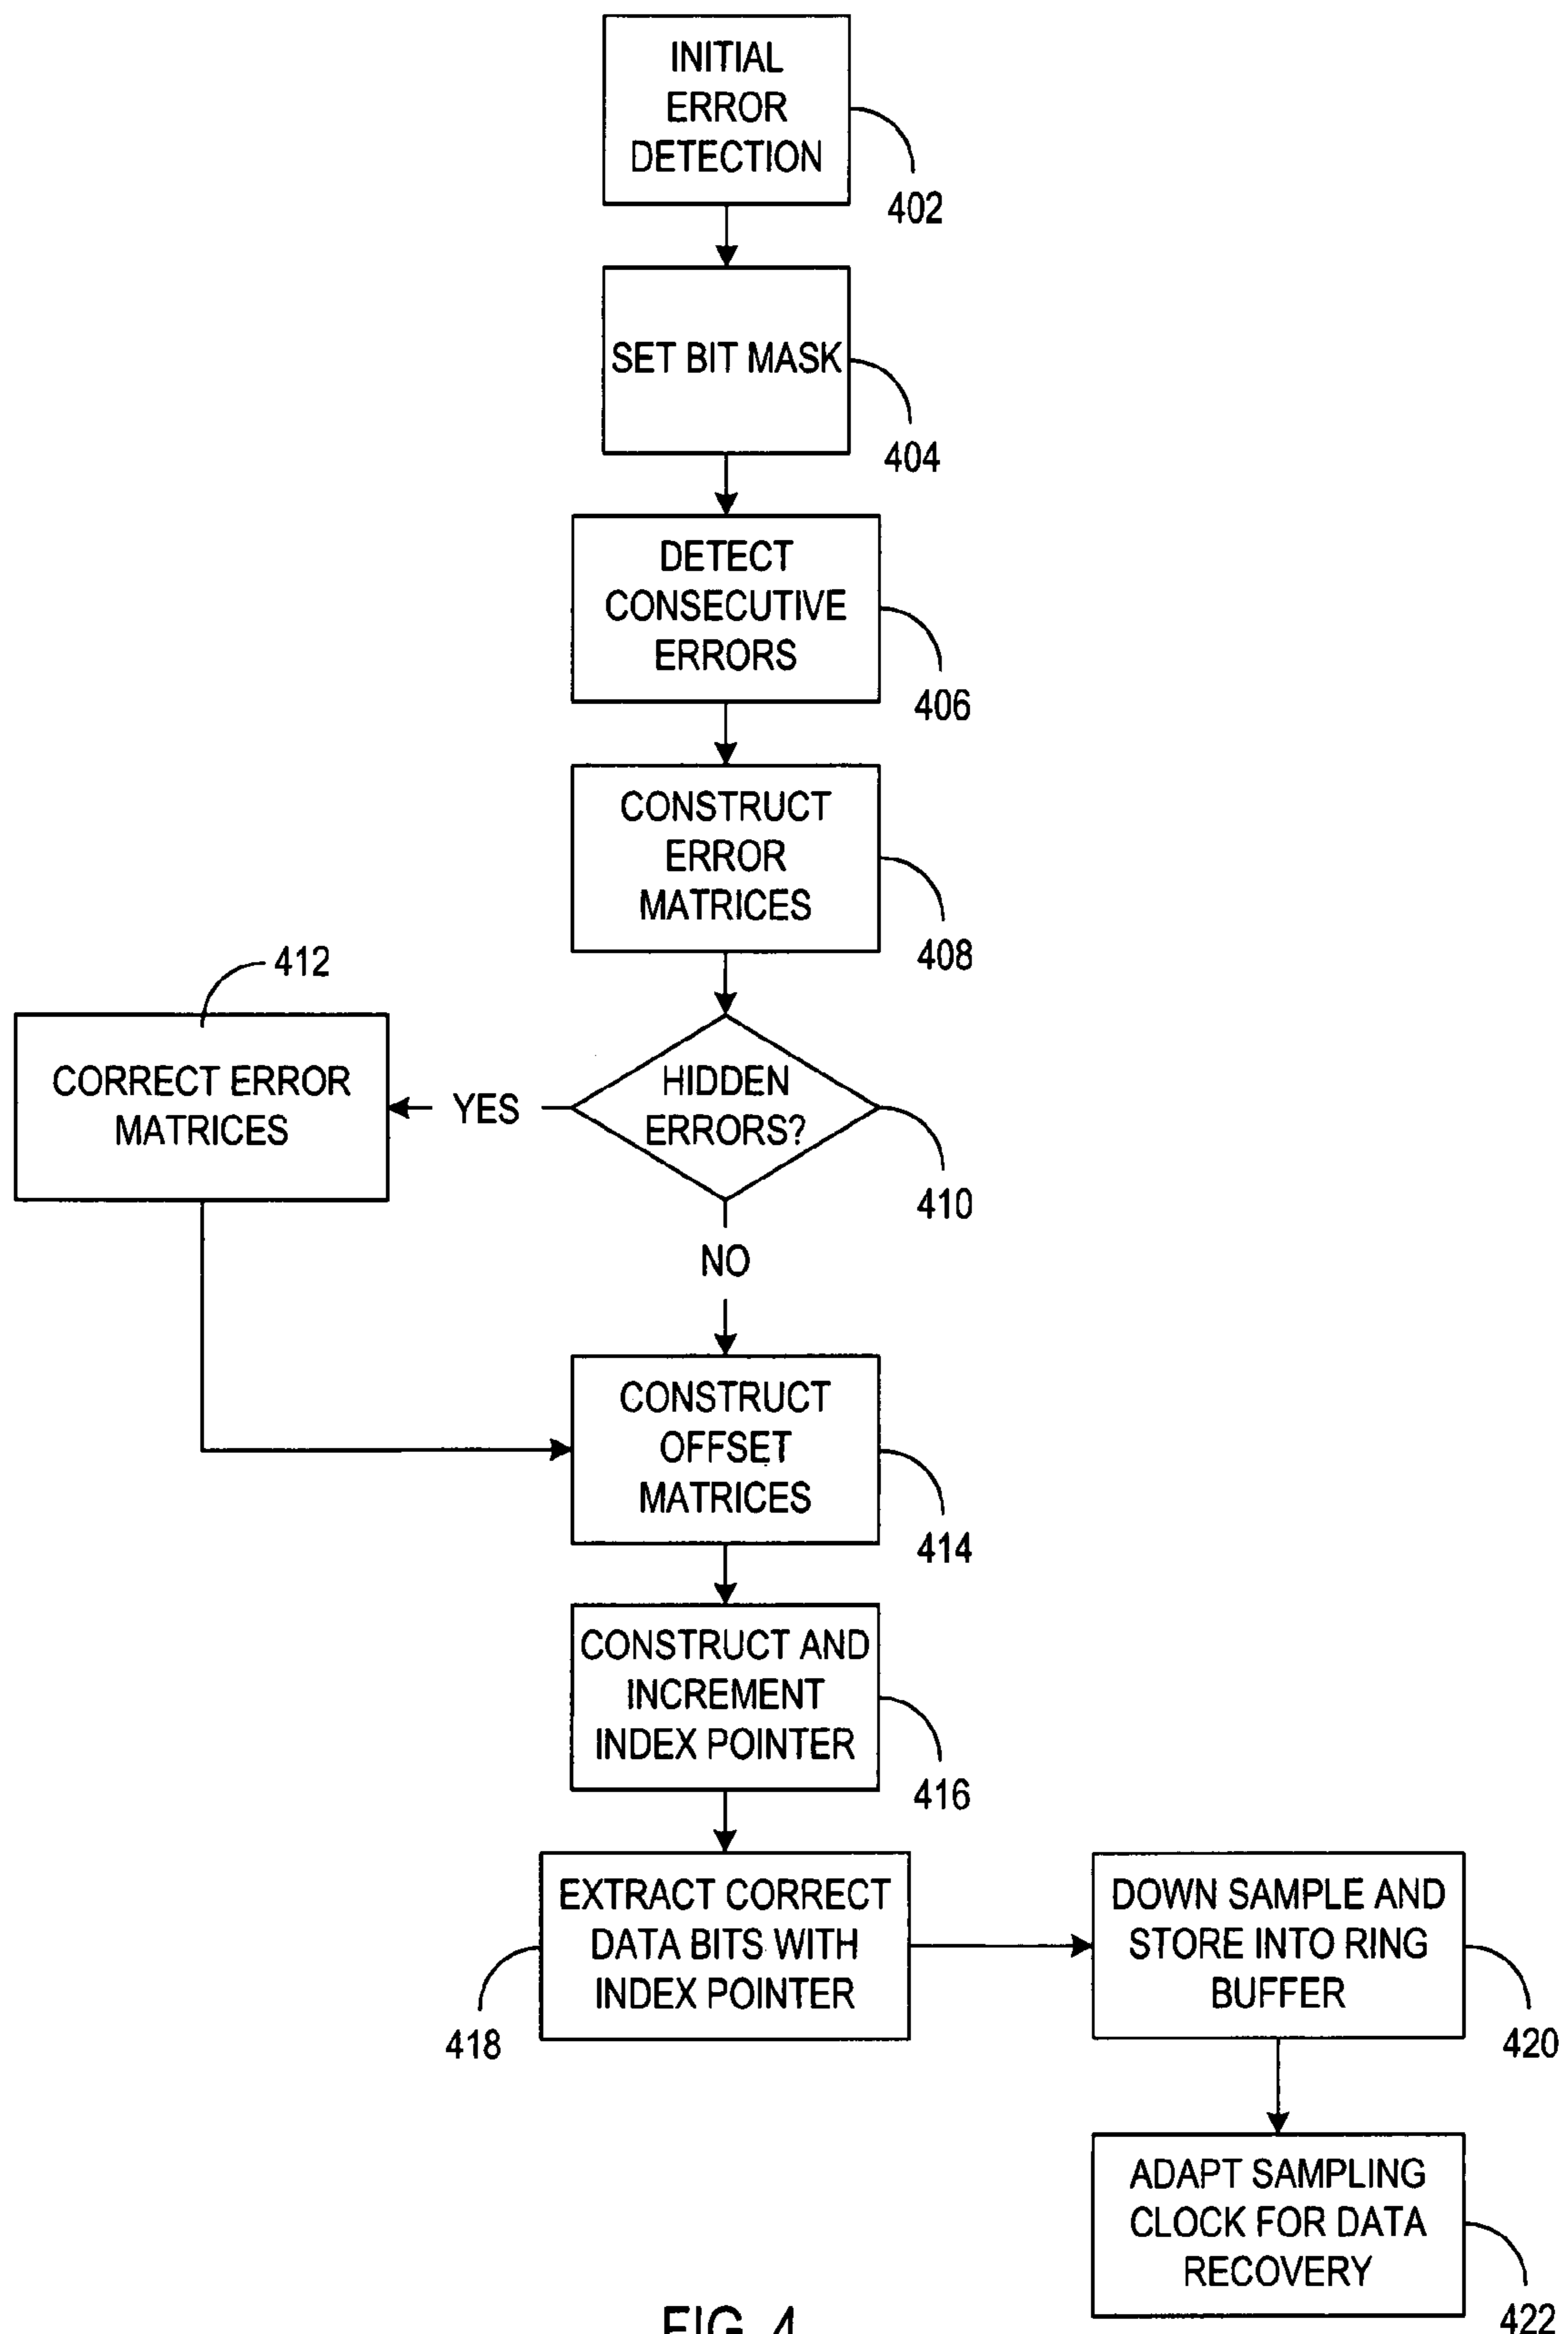 INITIAL
ERROR
DETECTION
402
SET BIT MASK
404
DETECT
CONSECUTIVE
ERRORS
406
CONSTRUCT
ERROR
MATRICES
408
412
CORRECT ERROR
MATRICES
YES
HIDDEN
ERRORS?
410
NO
CONSTRUCT
OFFSET
MATRICES
414
CONSTRUCT AND
INCREMENT
INDEX POINTER
416
EXTRACT CORRECT
DATA BITS WITH
INDEX POINTER
418
DOWN SAMPLE AND
STORE INTO RING
BUFFER
420
ADAPT SAMPLING
CLOCK FOR DATA
RECOVERY
422
FIG. 4